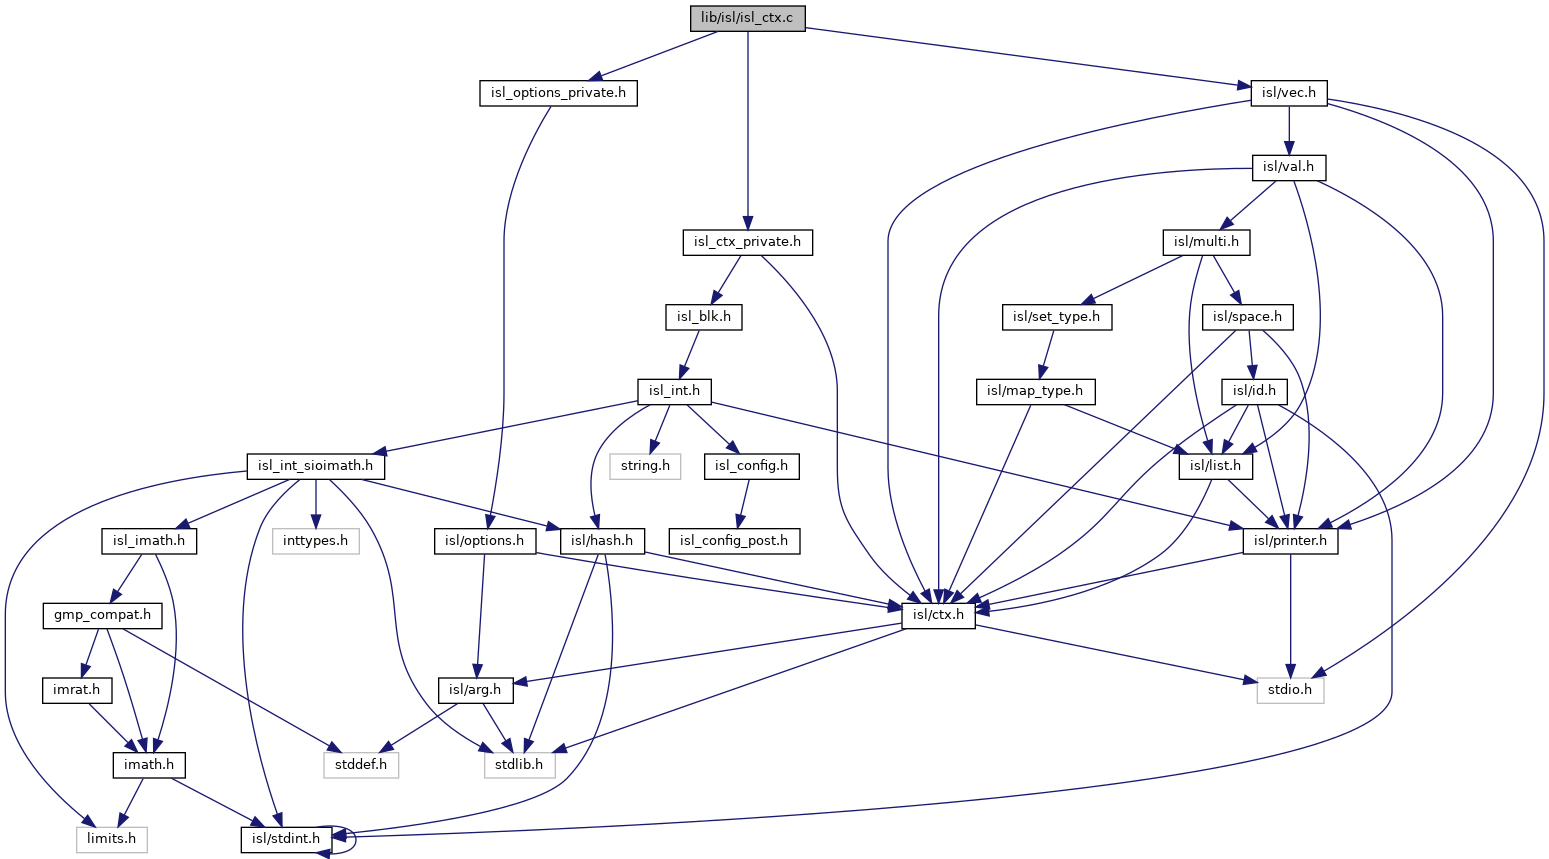 lib/isl/isl_ctx.c
isl_options_private.h
isl/vec.h
isl/val.h
isl_ctx_private.h
isl/multi.h
isl_blk.h
isl/set_type.h
isl/space.h
isl_int.h
isl/map_type.h
isl/id.h
isl_int_sioimath.h
string.h
isl_config.h
isl/list.h
isl_imath.h
inttypes.h
isl/options.h
isl/hash.h
isl_config_post.h
isl/printer.h
gmp_compat.h
isl/ctx.h
imrat.h
isl/arg.h
stdio.h
imath.h
stddef.h
stdlib.h
limits.h
isl/stdint.h